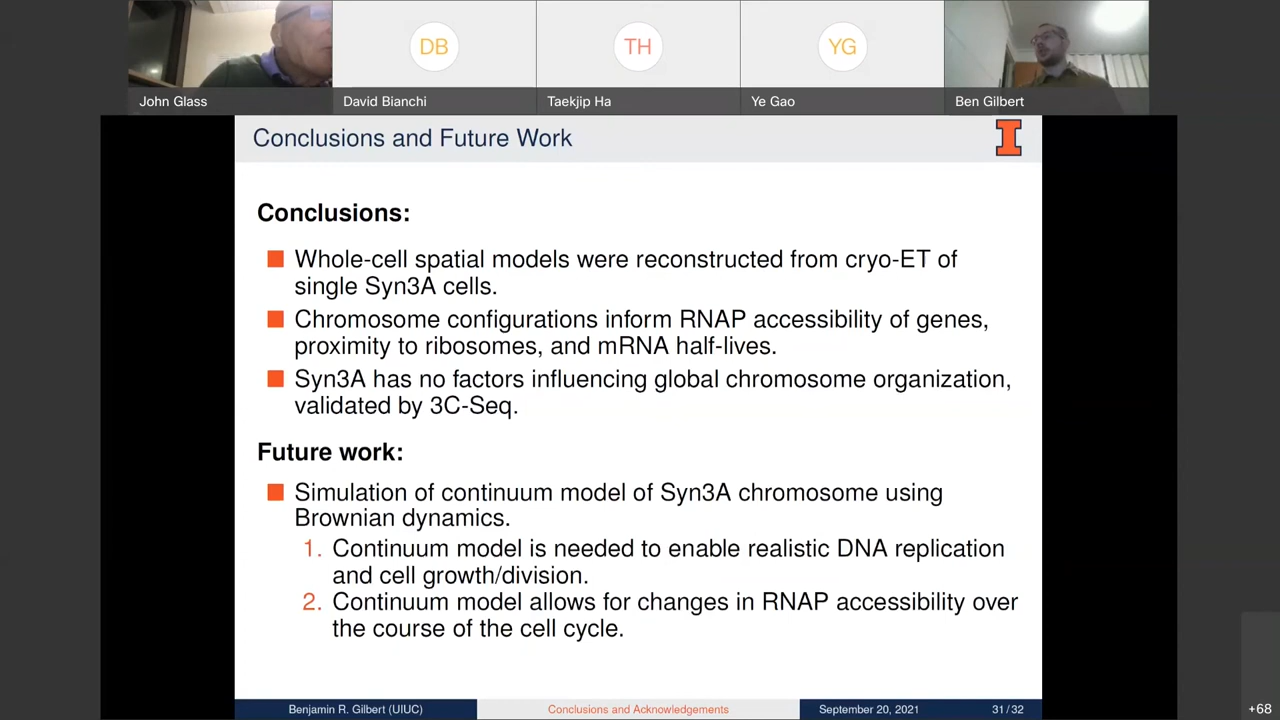 DB
TH
YG
John Glass
David Bianchi
Taekjip Ha
Ye Gao
Ben Gilbert
Conclusions and Future Work
Conclusions:
Whole-cell spatial models were reconstructed from cryo-ET of
single Syn3A cells.
Chromosome configurations inform RNAP accessibility of genes,
proximity to ribosomes, and mRNA half-lives.
Syn3A has no factors influencing global chromosome organization,
validated by 3C-Seq.
Future work:
Simulation of continuum model of Syn3A chromosome using
Brownian dynamics.
1. Continuum model is needed to enable realistic DNA replication
and cell growth/division.
2. Continuum model allows for changes in RNAP accessibility over
the course of the cell cycle.
Benjamin R. Gilbert (UIUC)
Conclusions and Acknowledgements
September 20, 2021
31 / 32
+68